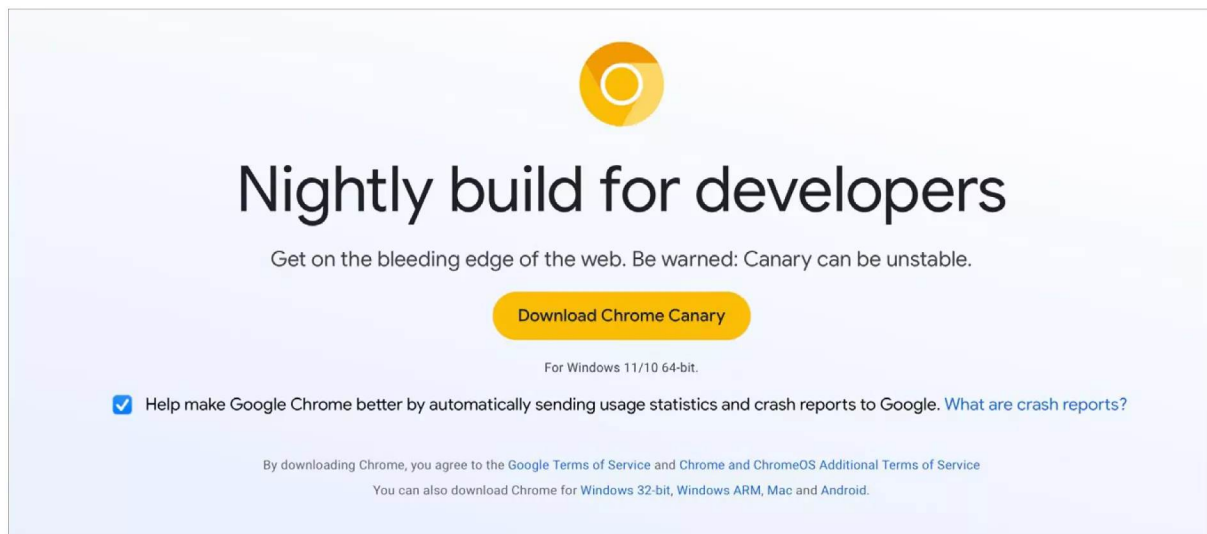 Nightly build for developers
Get on the bleeding edge of the web. Be warned: Canary can be unstable.
Download Chrome Canary
For Windows 11/10 64-bit.
Help make Google Chrome better by automatically sending usage statistics and crash reports to Google. What are crash reports?
By downloading Chrome, you agree to the Google Terms of Service and Chrome and ChromeOS Additional Terms of Service
You can also download Chrome for Windows 32-bit, Windows ARM, Mac and Android.